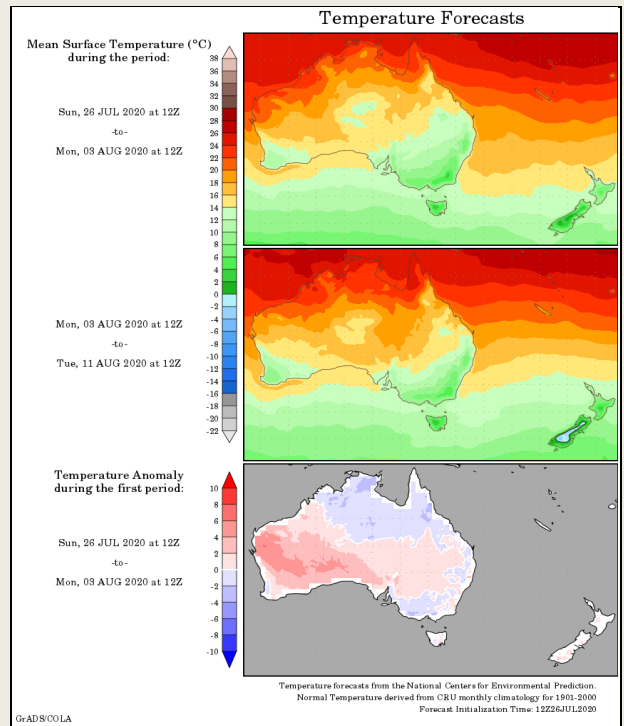 Temperature Forecasts
Mean Surface Temperature (°C)
during the period:
38
36
34
32
30
28
26
24
22
20
18
16
14
12
10
8
6
4
2
0
-2
-4
-6
-8
-10
-12
-14
-16
-18
-20
-22
Sun, 26 JUL 2020 at 12Z
-to-
Mon, 03 AUG 2020 at 12Z
Mon, 03 AUG 2020 at 12Z
-to-
Tue, 11 AUG 2020 at 12Z
Temperature Anomaly
during the first period:
10
8
6
4
2
0
-2
-4
-6
-8
-10
Sun, 26 JUL 2020 at 12Z
-to-
Mon, 03 AUG 2020 at 12Z
Temperature forecasts from the National Centers for Environmental Prediction.
Normal Temperature derived from CRU monthly climatology for 1901-2000
Forecast Initialization Time: 12Z26JUL2020
GrADS/COLA